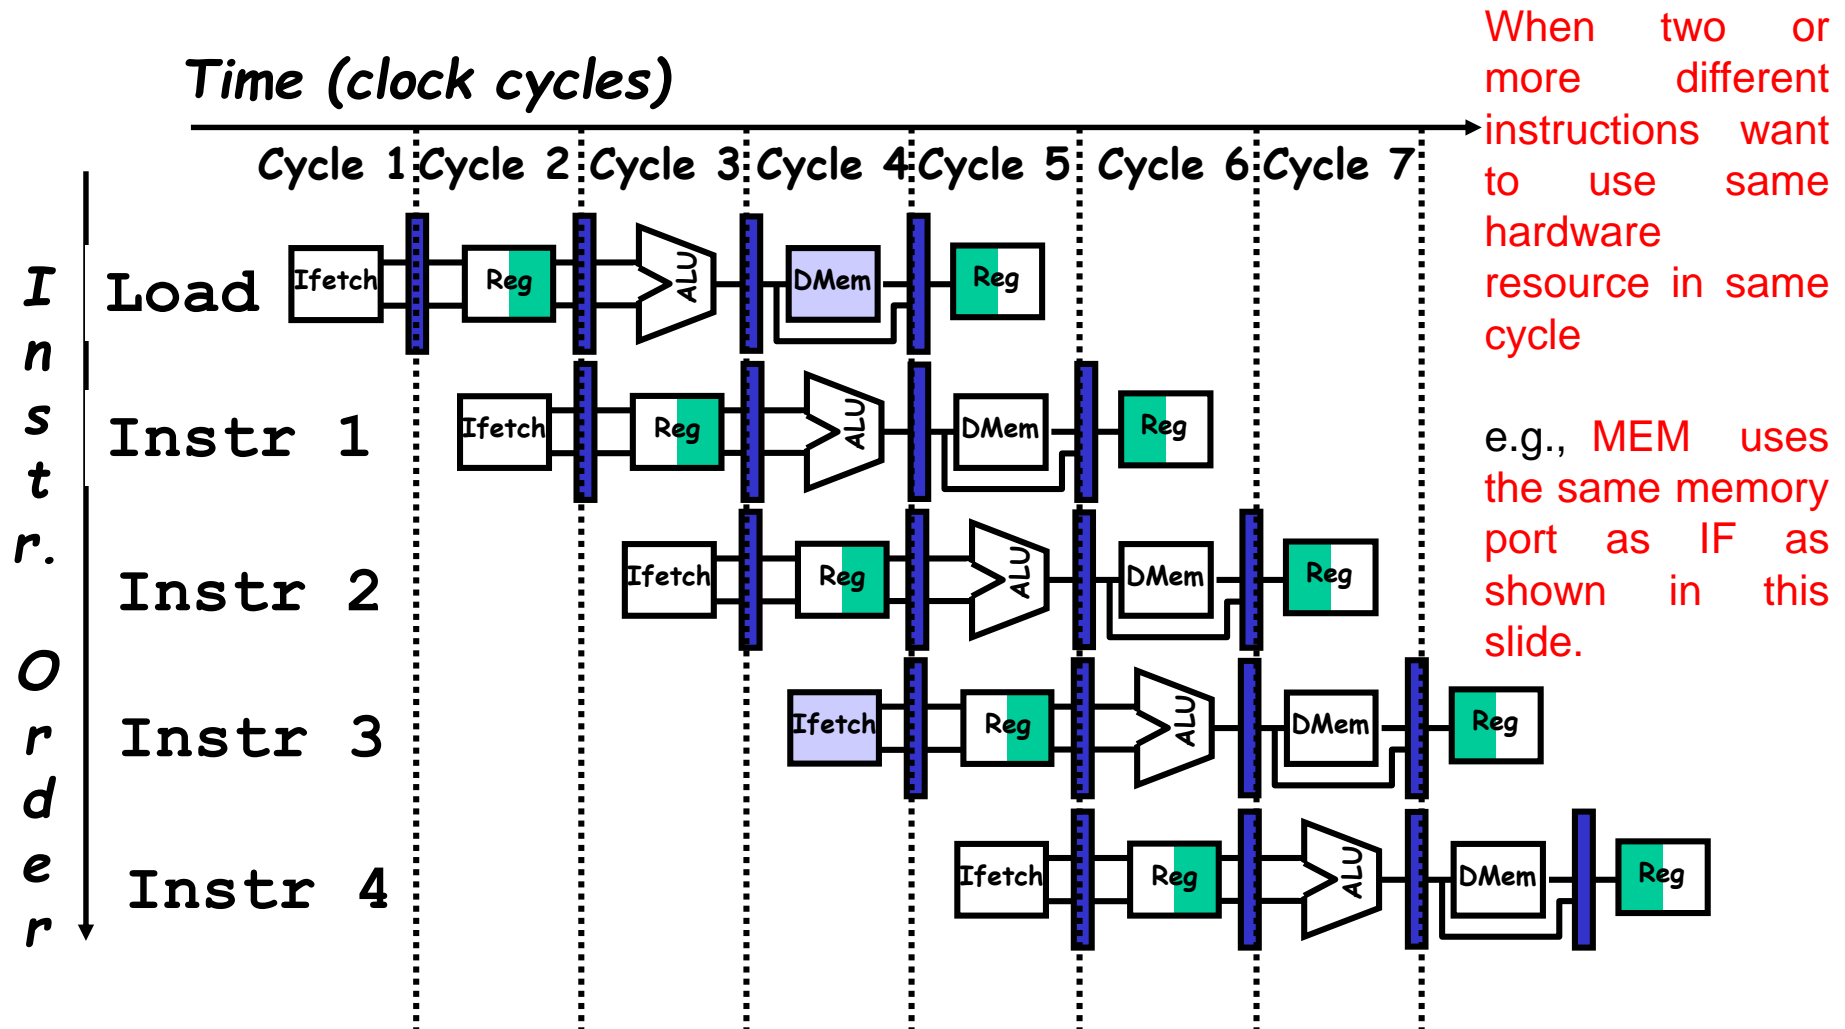 Time (clock cycles)
Cycle 1 Cycle 2 Cycle 3 Cycle 4 Cycle 5 Cycle 6 Cycle 7
Instr. Order
Load Ifetch Reg ALU DMem Reg
Instr 1 Ifetch Reg ALU DMem Reg
Instr 2 Ifetch Reg ALU DMem Reg
Instr 3 Ifetch Reg ALU DMem Reg
Instr 4 Ifetch Reg ALU DMem Reg
When two or
more different
instructions want
to use same
hardware
resource in same
cycle
e.g., MEM uses
the same memory
port as IF as
shown in this
slide.